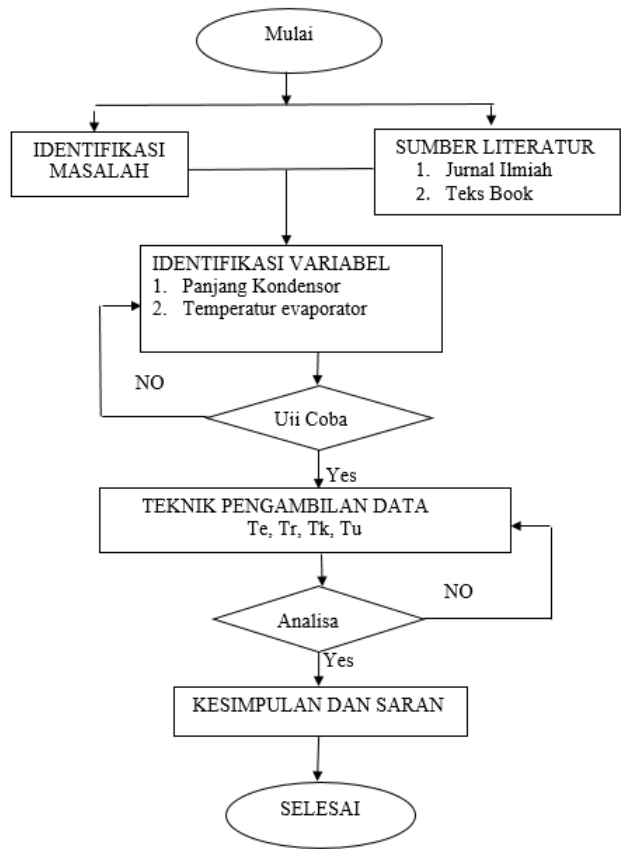 Mulai
IDENTIFIKASI
MASALAH
SUMBER LITERATUR
1. Jurnal Ilmiah
2. Teks Book
IDENTIFIKASI VARIABEL
1. Panjang Kondensor
2. Temperatur evaporator
NO
Uii Coba
Yes
TEKNIK PENGAMBILAN DATA
Te, Tr, Tk, Tu
NO
Analisa
Yes
KESIMPULAN DAN SARAN
SELESAI